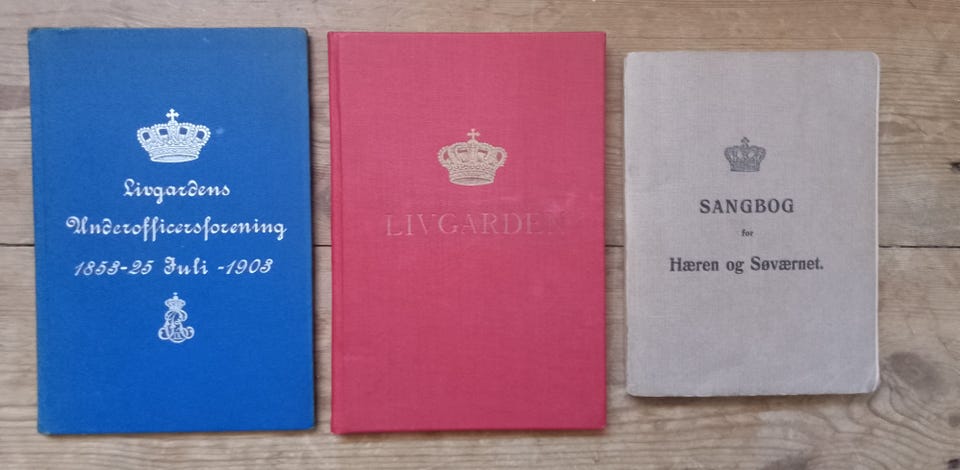 Livgardens
Underofficersforening
1853-25 Juli -1903
LIVGARDEN
SANGBOG
for
Hæren og Søværnet.